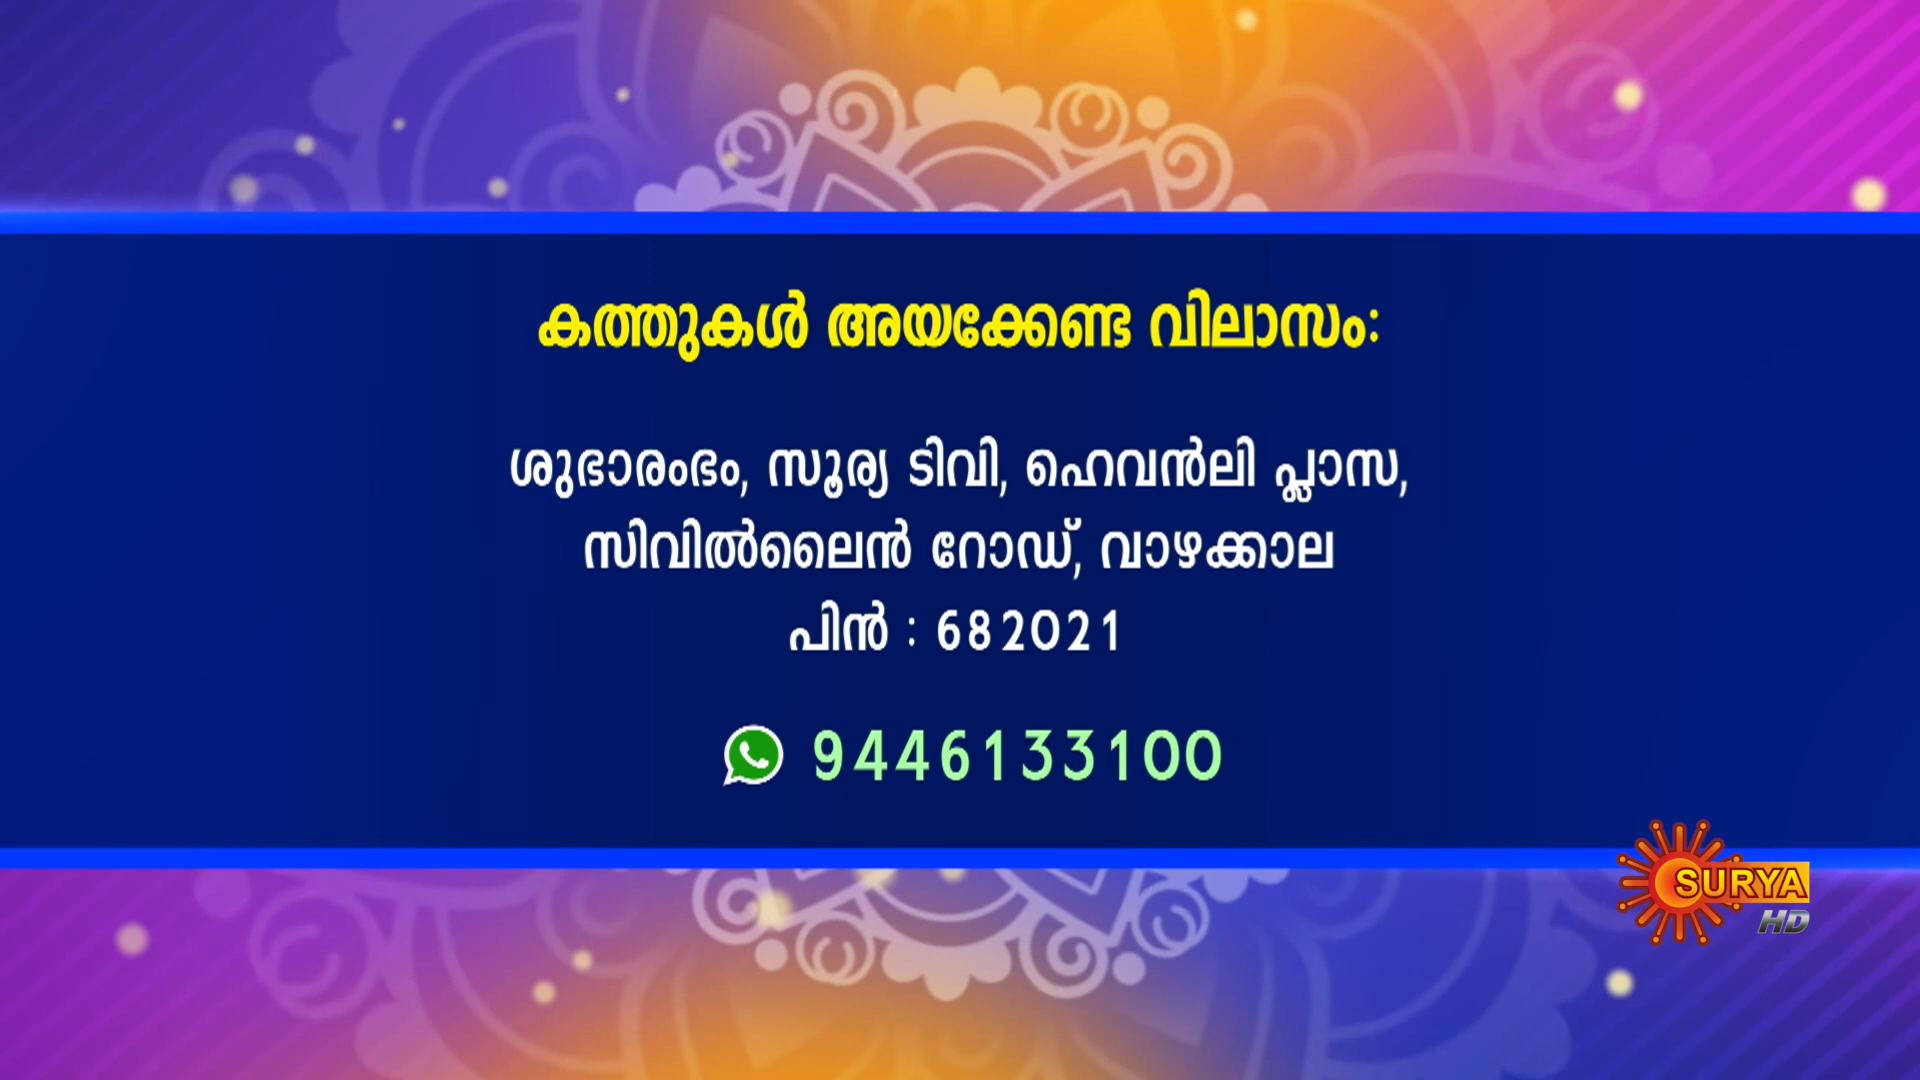 കത്തുകൾ അയക്കേണ്ട വിലാസം:
ശുഭാരംഭം, സൂര്യ ടിവി, ഹെവൻലി പ്ലാസ,
സിവിൽലൈൻ റോഡ്, വാഴക്കാല
പിൻ : 682021
9446133100
SURYA
HD